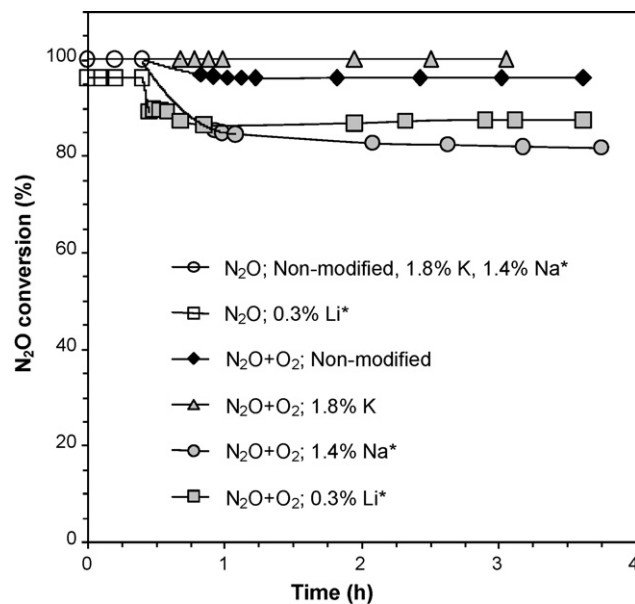 100
80
60
40
20
0
N₂O conversion (%)
N₂O; Non-modified, 1.8% K, 1.4% Na*
N₂O; 0.3% Li*
N₂O+O₂; Non-modified
N₂O+O₂; 1.8% K
N₂O+O₂; 1.4% Na*
N₂O+O₂; 0.3% Li*
0 1 2 3 4
Time (h)